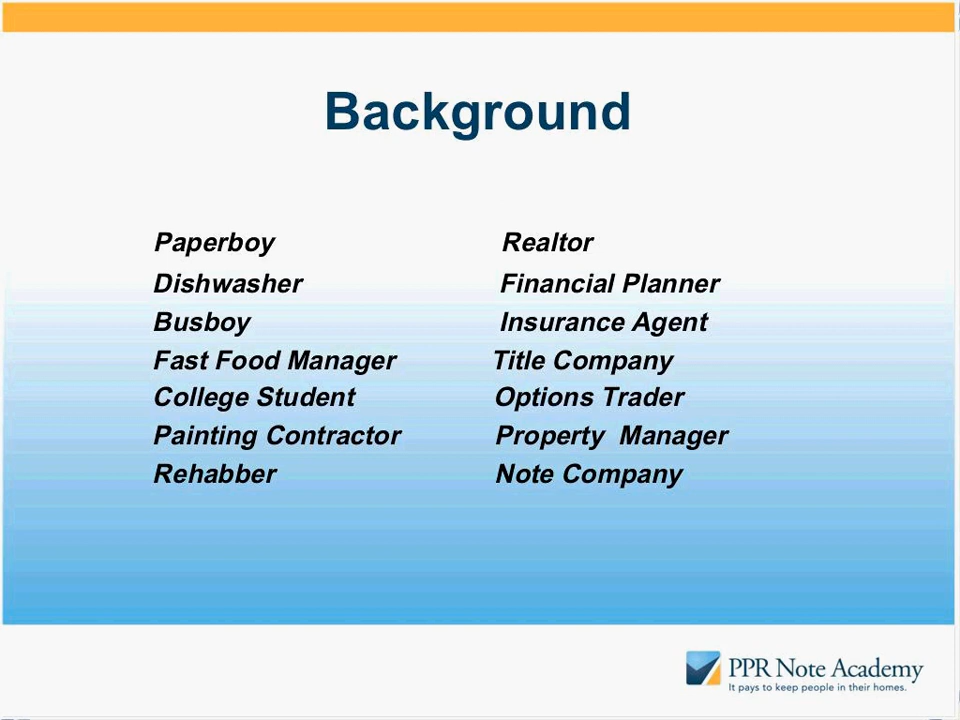 Background
Paperboy Realtor
Dishwasher Financial Planner
Busboy Insurance Agent
Fast Food Manager Title Company
College Student Options Trader
Painting Contractor Property Manager
Rehabber Note Company
PPR Note Academy
It pays to keep people in their homes.